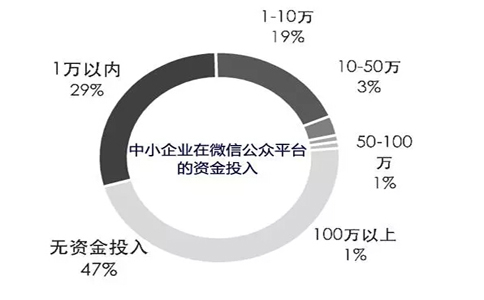 1-10万
19%
10-50万
3%
50-100
万
1%
100万以上
1%
无资金投入
47%
1万以内
29%
中小企业在微信公众平台
的资金投入